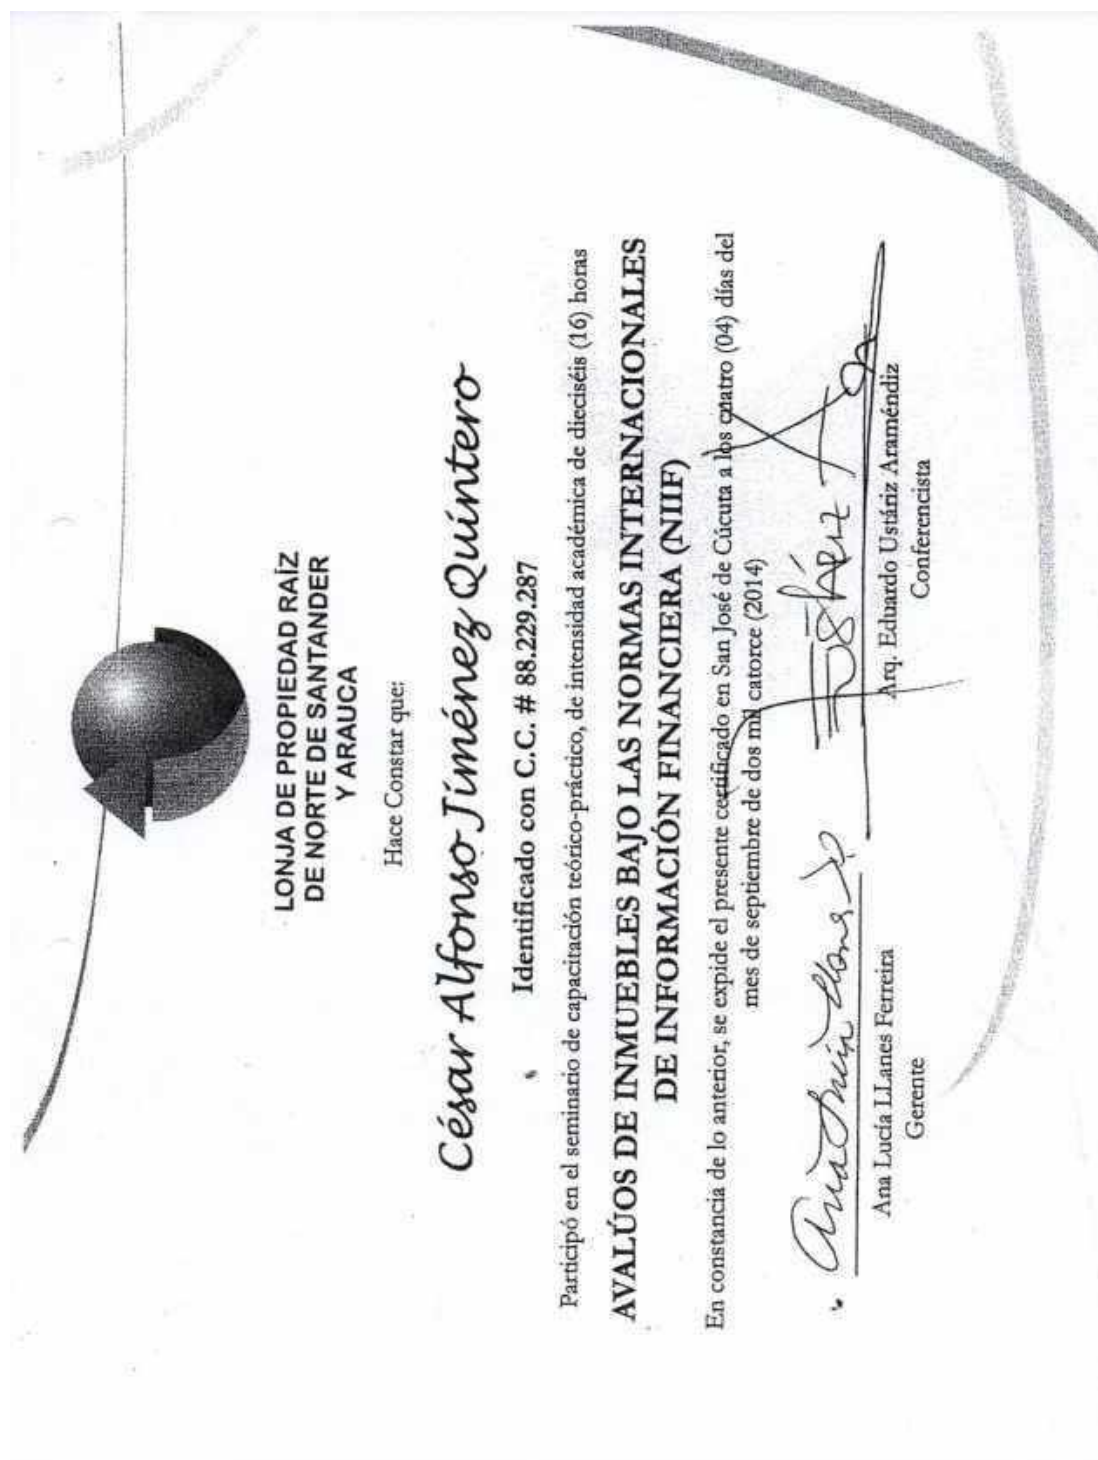 LONJA DE PROPIEDAD RAÍZ
DE NORTE DE SANTANDER
Y ARAUCA
Hace Constar que:
César Alfonso Jiménez Quintero
Identificado con C.C. # 88.229.287
Participó en el seminario de capacitación teórico-práctico, de intensidad académica de dieciséis (16) horas
AVALÚOS DE INMUEBLES BAJO LAS NORMAS INTERNACIONALES
DE INFORMACIÓN FINANCIERA (NIIF)
En constancia de lo anterior, se expide el presente certificado en San José de Cúcuta a los cuatro (04) días del
mes de septiembre de dos mil catorce (2014)
Ana Lucía LLanes Ferreira
Gerente
Arq. Eduardo Ustáriz Araméndiz
Conferencista